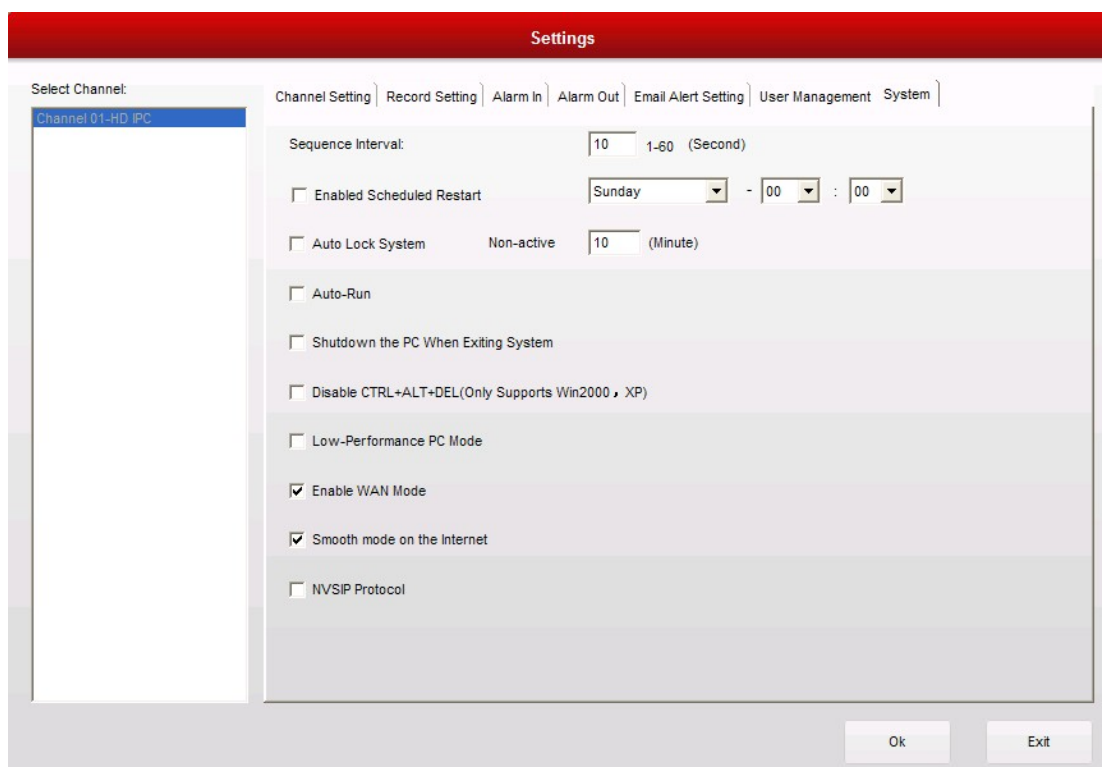 Settings
Select Channel:
Channel 01-HD IPC
Channel Setting Record Setting Alarm In Alarm Out Email Alert Setting User Management System
Sequence Interval: 10 1-60 (Second)
Enabled Scheduled Restart Sunday - 00 : 00
Auto Lock System Non-active 10 (Minute)
Auto-Run
Shutdown the PC When Exiting System
Disable CTRL+ALT+DEL(Only Supports Win2000，XP)
Low-Performance PC Mode
Enable WAN Mode
Smooth mode on the Internet
NVSIP Protocol
Ok Exit